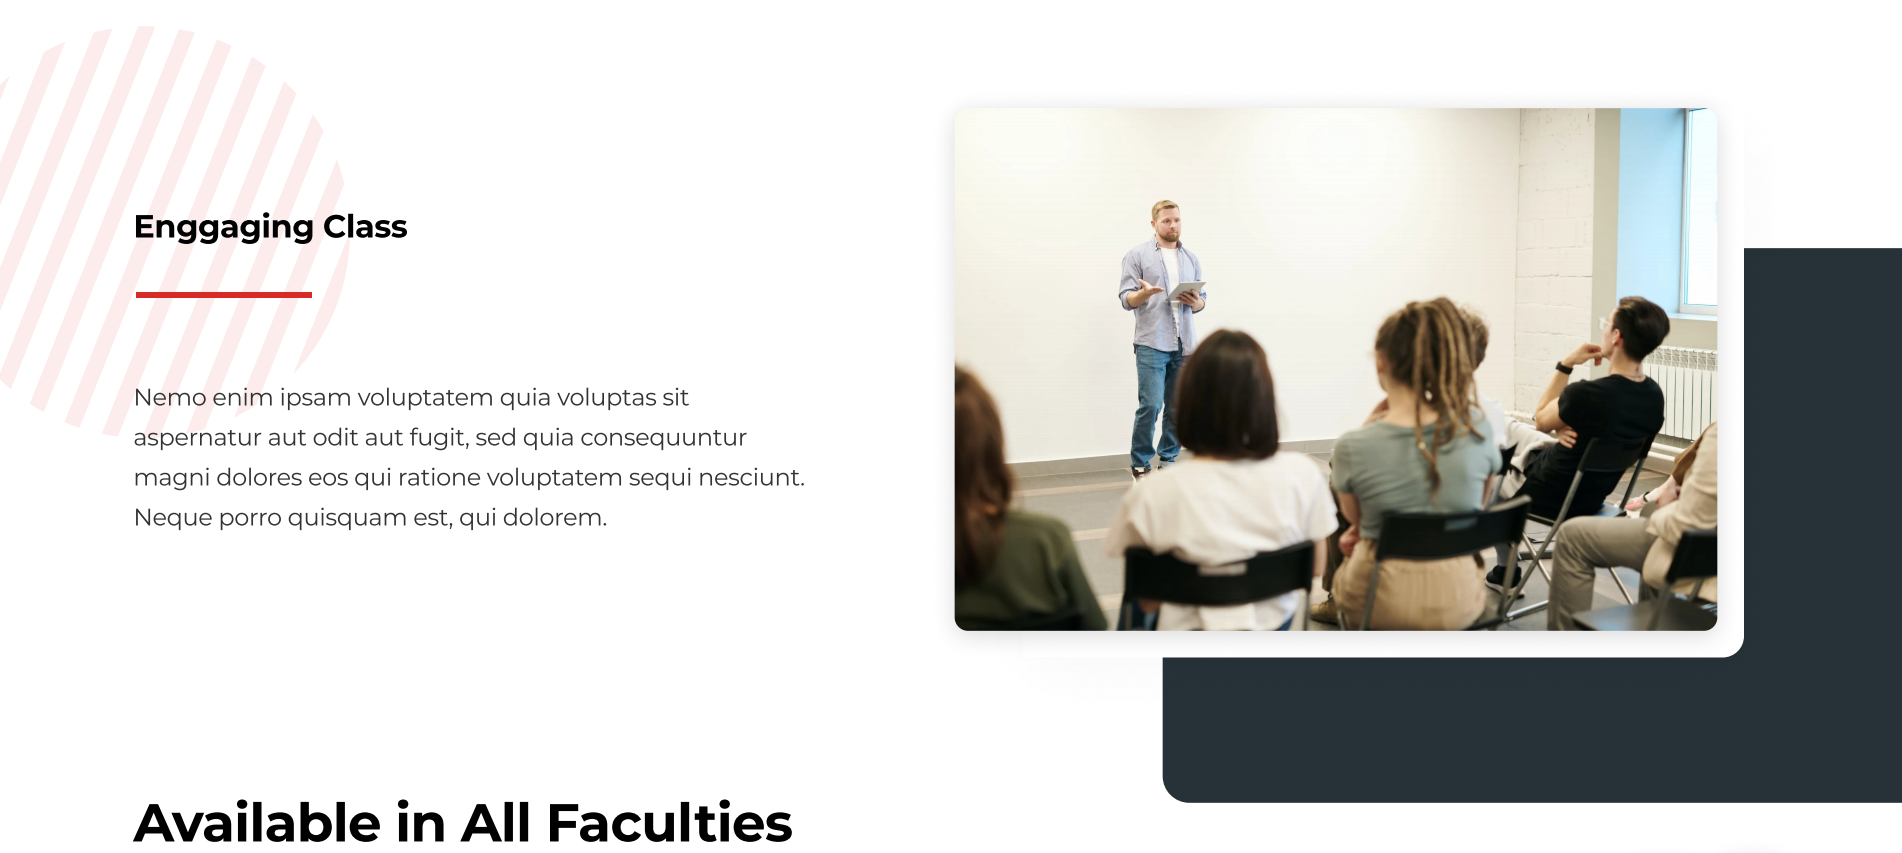 Enggaging Class
Nemo enim ipsam voluptatem quia voluptas sit
aspernatur aut odit aut fugit, sed quia consequuntur
magni dolores eos qui ratione voluptatem sequi nesciunt.
Neque porro quisquam est, qui dolorem.
Available in All Faculties